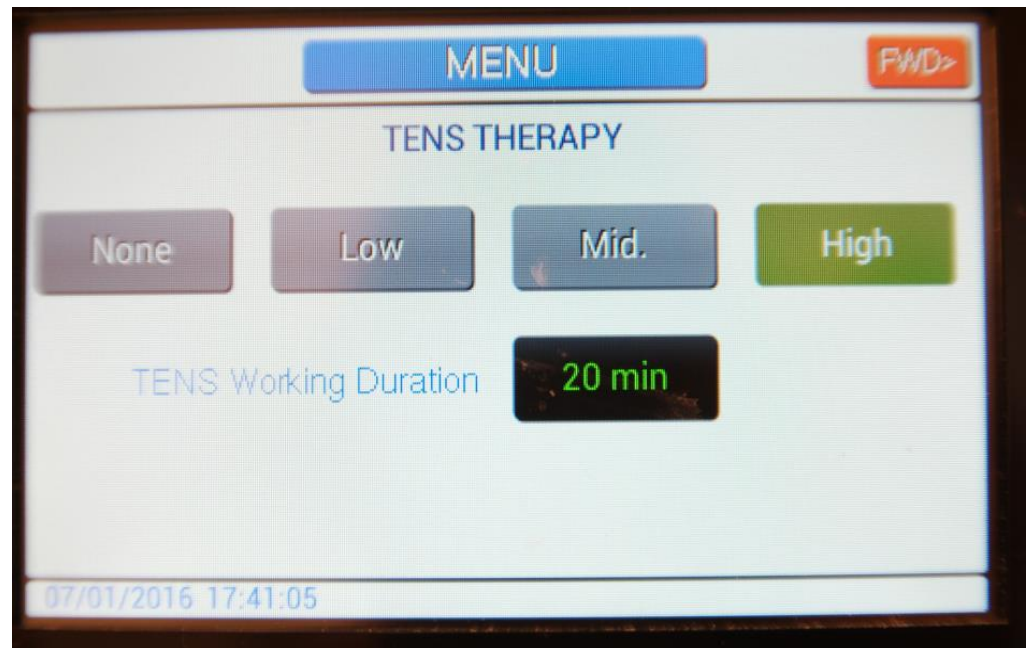 MENU FWD>
TENS THERAPY
None Low Mid. High
TENS Working Duration 20 min
07/01/2016 17:41:05